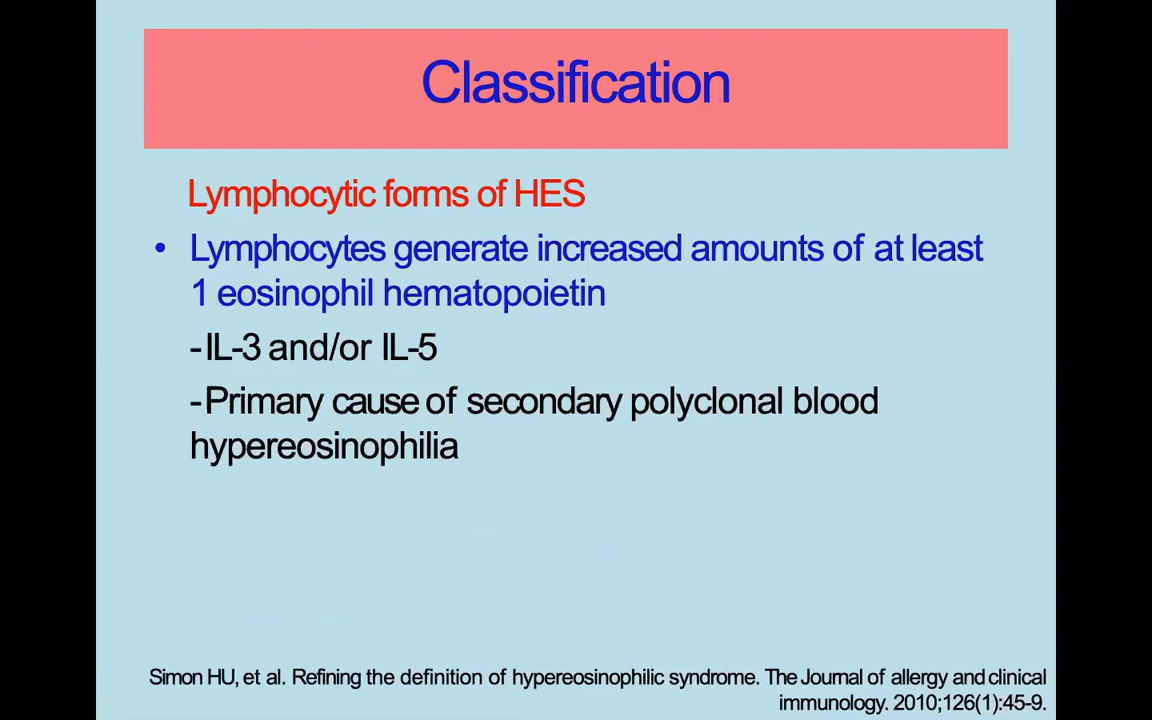 Classification
Lymphocytic forms of HES
• Lymphocytes generate increased amounts of at least
1 eosinophil hematopoietin
-IL-3 and/or IL-5
-Primary cause of secondary polyclonal blood
hypereosinophilia
Simon HU, et al. Refining the definition of hypereosinophilic syndrome. The Journal of allergy and clinical
immunology. 2010;126(1):45-9.